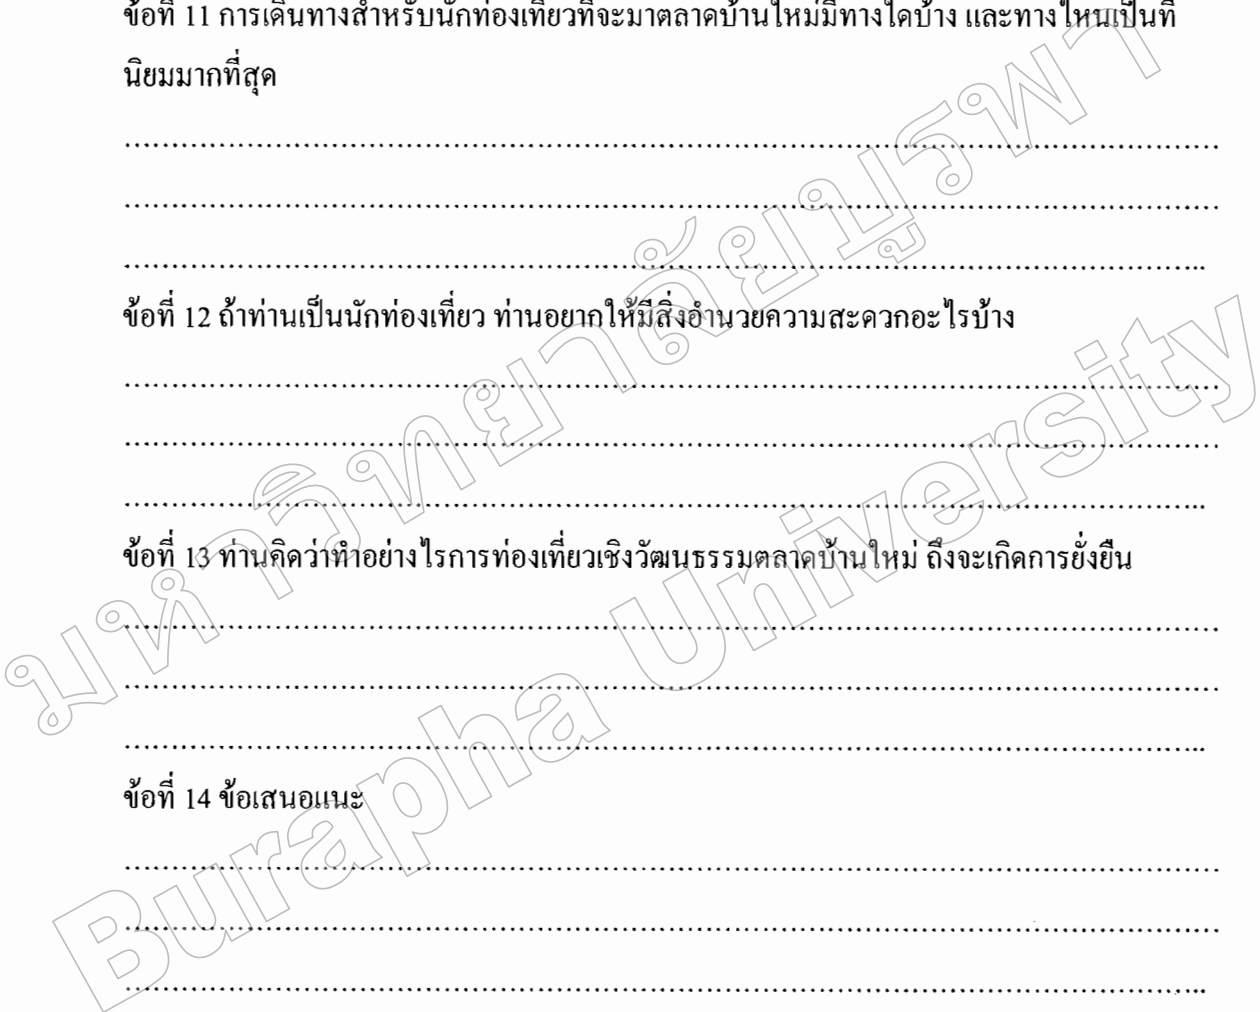 ข้อที่ 11 การเดินทางสำหรับนักท่องเที่ยวที่จะมาตลาดบ้านใหม่มีทางใดบ้าง และทางไหนเป็นที่
นิยมมากที่สุด
........................................................................................................
........................................................................................................
........................................................................................................
ข้อที่ 12 ถ้าท่านเป็นนักท่องเที่ยว ท่านอยากให้มีสิ่งอำนวยความสะดวกอะไรบ้าง
........................................................................................................
........................................................................................................
........................................................................................................
ข้อที่ 13 ท่านคิดว่าทำอย่างไรการท่องเที่ยวเชิงวัฒนธรรมตลาดบ้านใหม่ ถึงจะเกิดการยั่งยืน
........................................................................................................
........................................................................................................
........................................................................................................
ข้อที่ 14 ข้อเสนอแนะ
........................................................................................................
........................................................................................................
........................................................................................................
มหาวิทยาลัยบูรพา
Burapha University